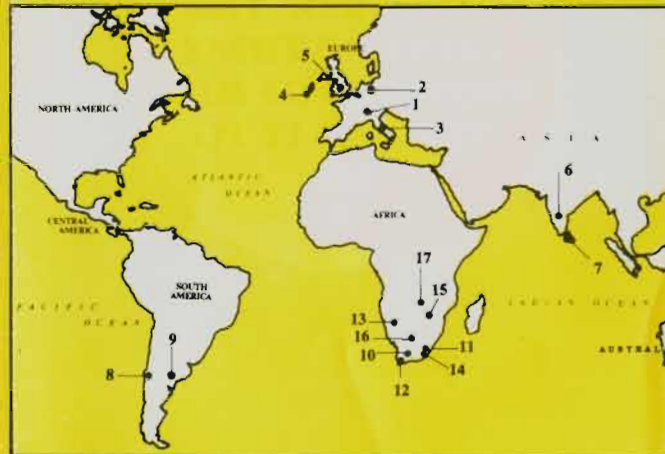 5
EUROPE
2
4
1
NORTH AMERICA
3
A S I A
6
ATLANTIC
OCEAN
CENTRAL
AMERICA
AFRICA
7
17
SOUTH
AMERICA
15
PACIFIC
OCEAN
INDIAN OCEAN
13
9
16
11
AUSTRAL
8
10
14
12